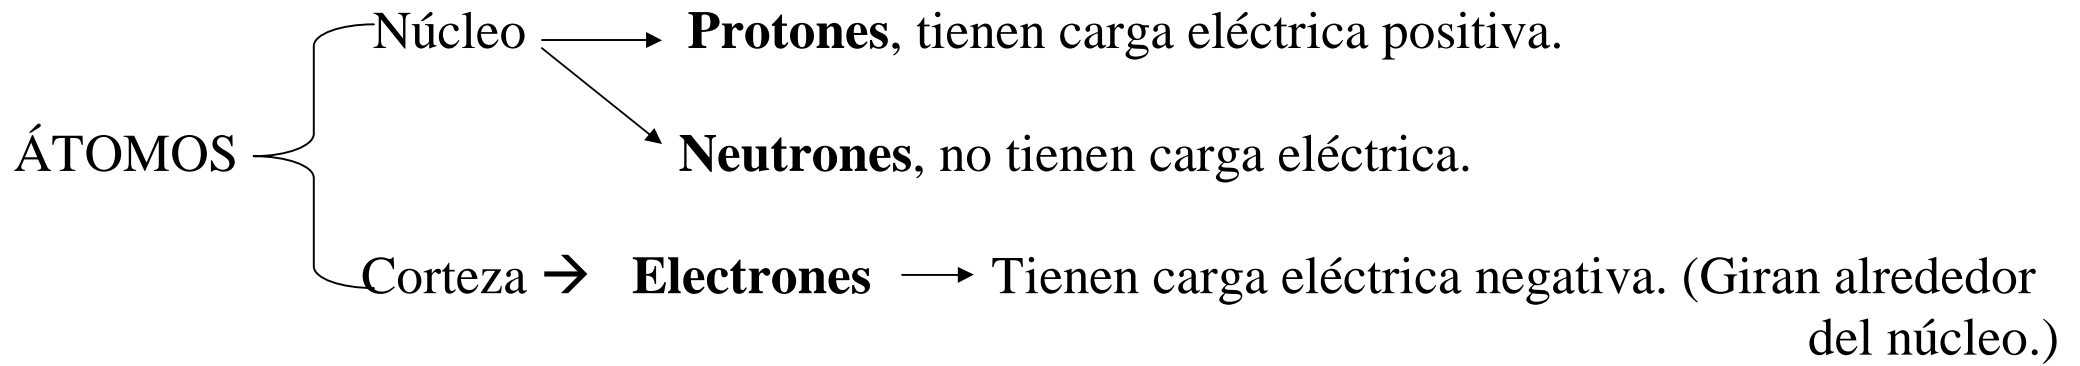 Núcleo → Protones, tienen carga eléctrica positiva.
ÁTOMOS Neutrones, no tienen carga eléctrica.
Corteza → Electrones → Tienen carga eléctrica negativa. (Giran alrededor
del núcleo.)